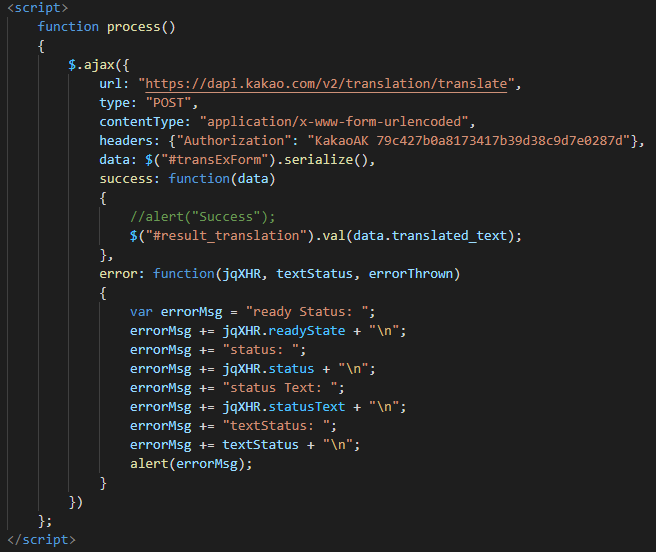 <script>
function process()
{
$.ajax({
url: "https://dapi.kakao.com/v2/translation/translate",
type: "POST",
contentType: "application/x-www-form-urlencoded",
headers: {"Authorization": "KakaoAK 79c427b0a8173417b39d38c9d7e0287d"},
data: $("#transExForm").serialize(),
success: function(data)
{
//alert("Success");
$("#result_translation").val(data.translated_text);
},
error: function(jqXHR, textStatus, errorThrown)
{
var errorMsg = "ready Status: ";
errorMsg += jqXHR.readyState + "\n";
errorMsg += "status: ";
errorMsg += jqXHR.status + "\n";
errorMsg += "status Text: ";
errorMsg += jqXHR.statusText + "\n";
errorMsg += "textStatus: ";
errorMsg += textStatus + "\n";
alert(errorMsg);
}
})
};
</script>